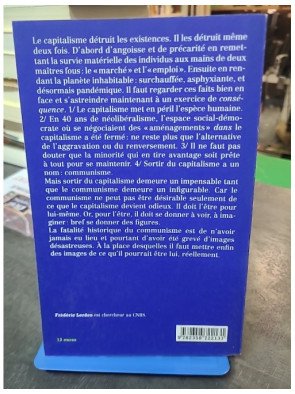 Le capitalisme détruit les existences. Il les détruit même
deux fois. D'abord d'angoisse et de précarité en remet-
tant la survie matérielle des individus aux mains de deux
maîtres fous : le « marché » et l'« emploi ». Ensuite en ren-
dant la planète inhabitable : surchauffée, asphyxiante, et
désormais pandémique. Il faut regarder ces faits bien en
face et s'astreindre maintenant à un exercice de consé-
quence. 1/ Le capitalisme met en péril l'espèce humaine.
2/ En 40 ans de néolibéralisme, l'espace social-démo-
crate où se négociaient des « aménagements » dans le
capitalisme a été fermé : ne reste plus que l'alternative
de l'aggravation ou du renversement. 3/ Il ne faut pas
douter que la minorité qui en tire avantage soit prête
à tout pour se maintenir. 4/ Sortir du capitalisme a un
nom : communisme.
Mais sortir du capitalisme demeure un impensable tant
que le communisme demeure un infigurable. Car le
communisme ne peut pas être désirable seulement de
ce que le capitalisme devient odieux. Il doit l'être pour
lui-même. Or, pour l'être, il doit se donner à voir, à ima-
giner : bref se donner des figures.
La fatalité historique du communisme est de n'avoir
jamais eu lieu et pourtant d'avoir été grevé d'images
désastreuses. À la place desquelles il faut mettre enfin
des images de ce qu'il pourrait être lui, réellement.
Frédéric Lordon est chercheur au CNRS.
13 euros
9 782358 722131